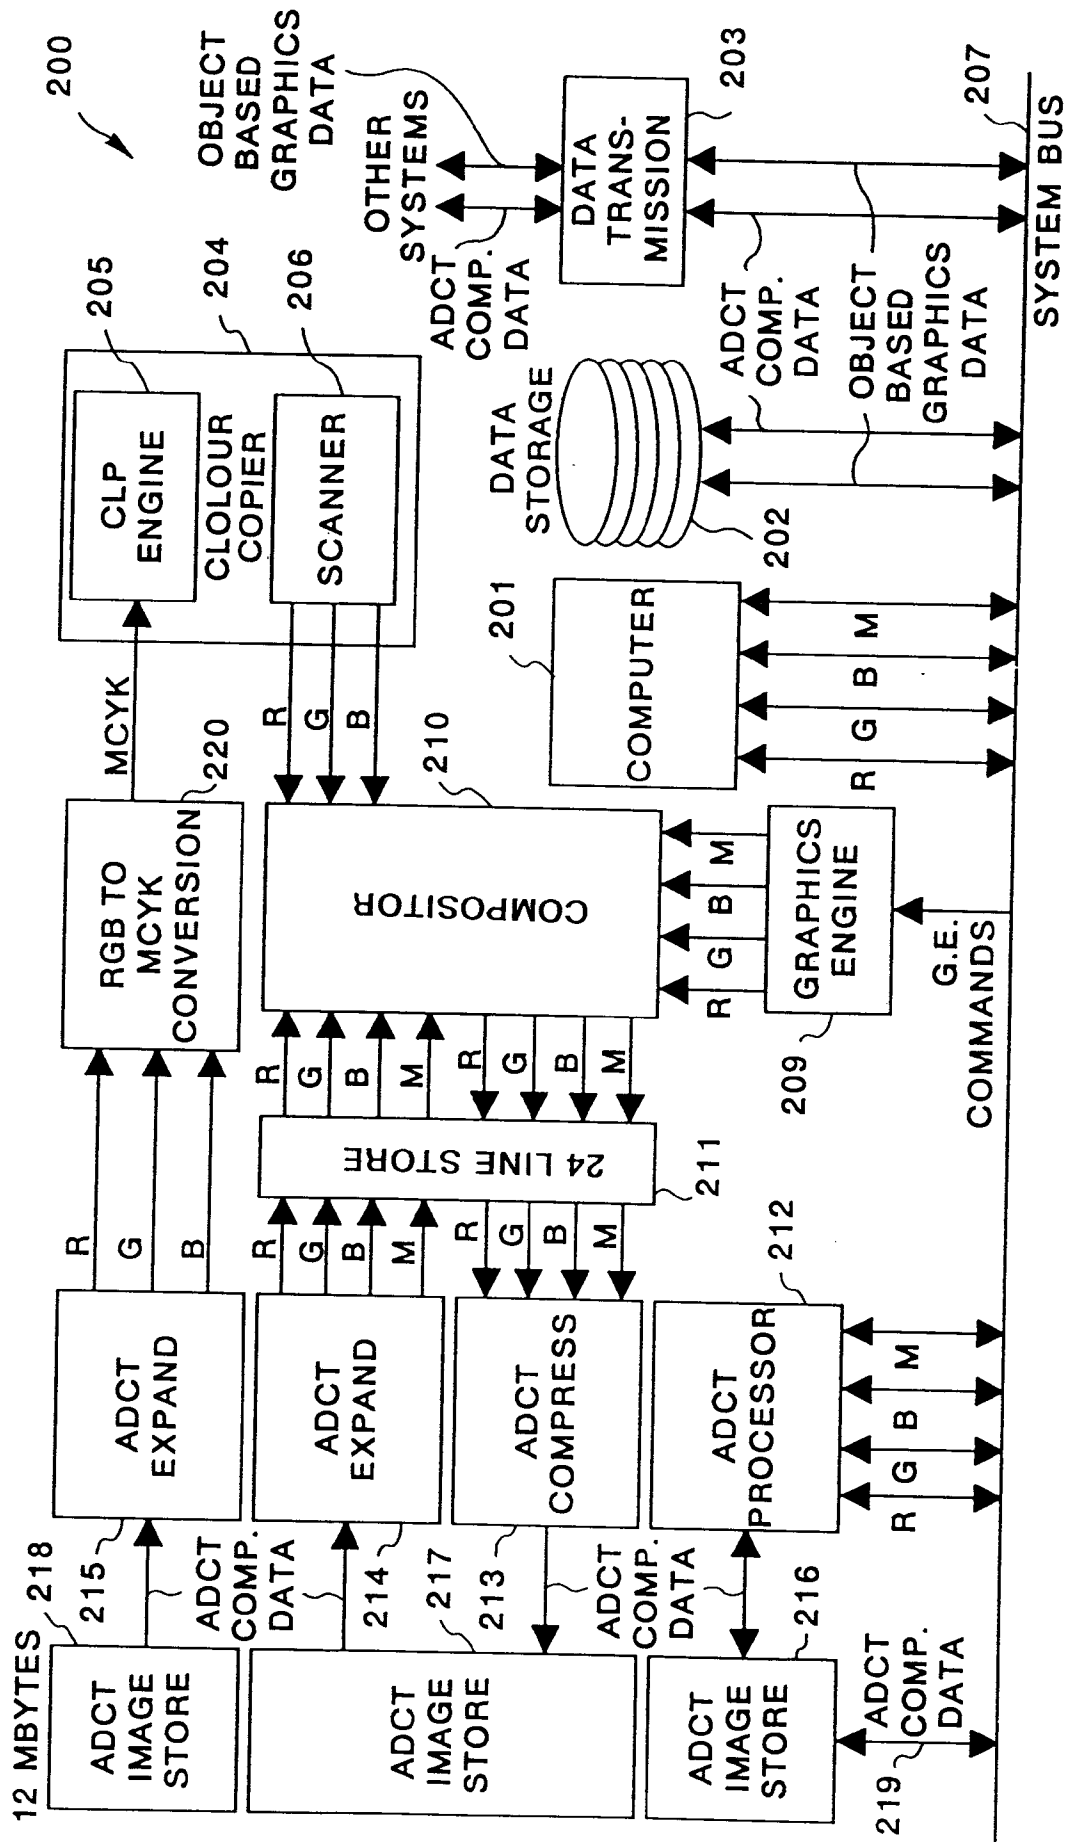 200
12 MBYTES
ADCT
IMAGE
STORE
218
ADCT
EXPAND
215
R
G
B
RGB TO
MCYK
CONVERSION
220
MCYK
CLP
ENGINE
205
CLOLOUR
COPIER
204
SCANNER
206
R
G
B
ADCT
COMP.
DATA
ADCT
IMAGE
STORE
217
ADCT
EXPAND
214
R
G
B
M
24 LINE STORE
211
R
G
B
M
COMPOSITOR
210
ADCT
COMPRESS
213
R
G
B
M
R
G
B
M
ADCT
COMP.
DATA
ADCT
IMAGE
STORE
216
ADCT
PROCESSOR
212
R
G
B
M
219
ADCT
COMP.
DATA
R
G
B
M
GRAPHICS
ENGINE
209
G.E.
COMMANDS
COMPUTER
201
R
G
B
M
DATA
STORAGE
202
ADCT
COMP.
DATA
OBJECT
BASED
GRAPHICS
DATA
OTHER
SYSTEMS
ADCT
COMP.
DATA
OBJECT
BASED
GRAPHICS
DATA
DATA
TRANS-
MISSION
203
207
SYSTEM BUS